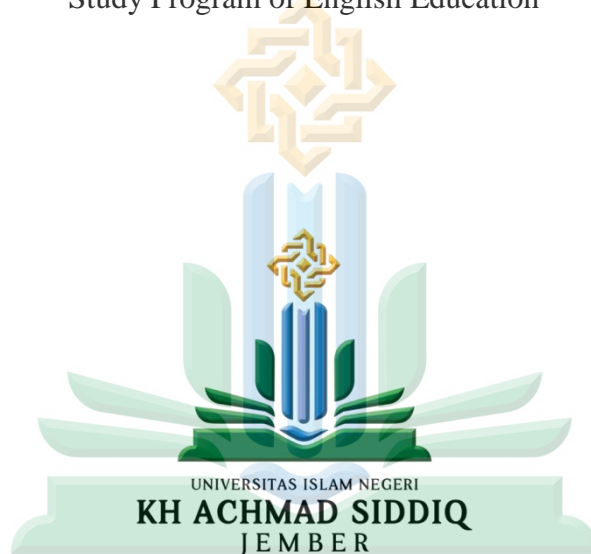 Study Program of English Education
UNIVERSITAS ISLAM NEGERI
KH ACHMAD SIDDIQ
JEMBER